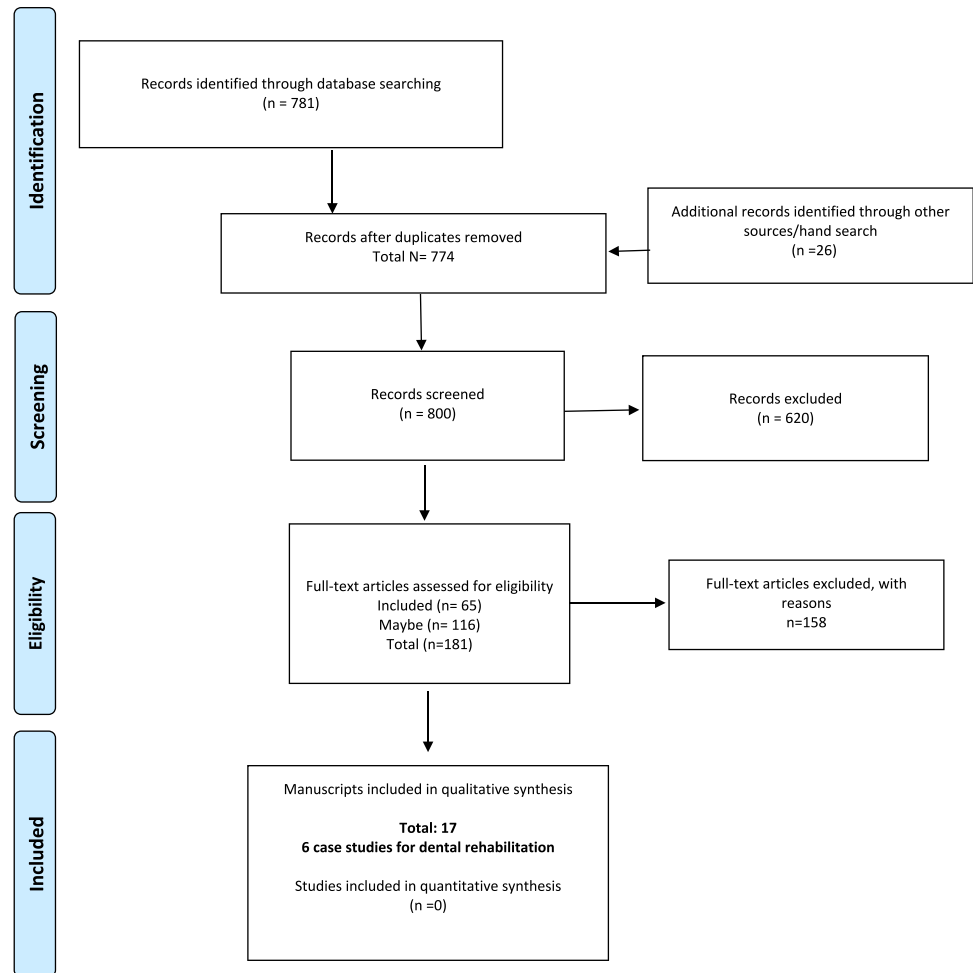 Identification
Records identified through database searching
(n = 781)
Additional records identified through other
sources/hand search
(n =26)
Records after duplicates removed
Total N= 774
Screening
Records screened
(n = 800)
Records excluded
(n = 620)
Eligibility
Full-text articles assessed for eligibility
Included (n= 65)
Maybe (n= 116)
Total (n=181)
Full-text articles excluded, with
reasons
n=158
Included
Manuscripts included in qualitative synthesis
Total: 17
6 case studies for dental rehabilitation
Studies included in quantitative synthesis
(n =0)